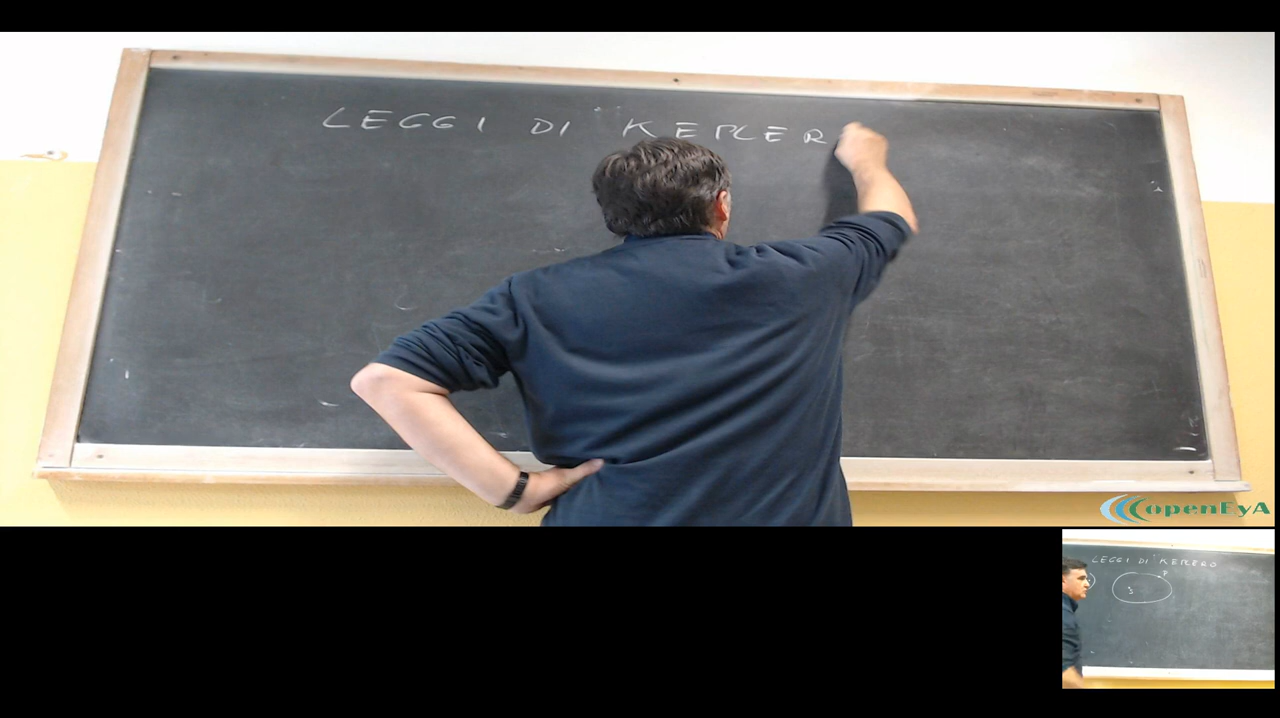 LEGGI DI KEPLER
openEyA
LEGGI DI KEPLERO
P
S